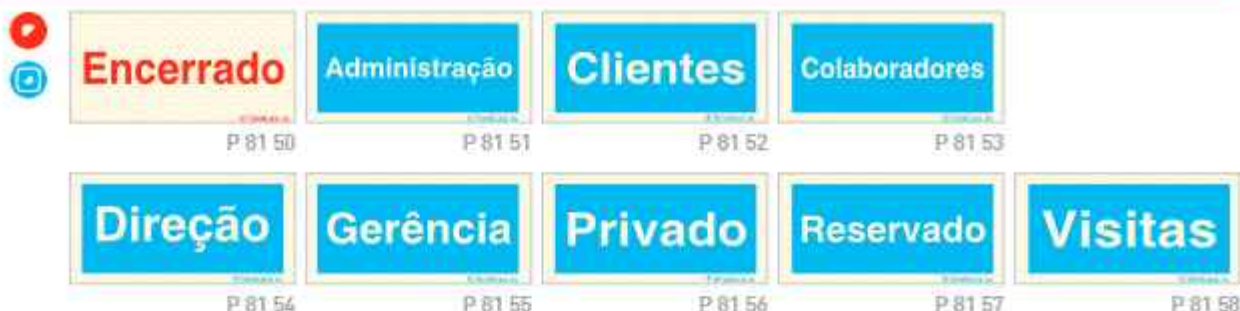 Encerrado
Administração
Clientes
Colaboradores
P 81 50
P 81 51
P 81 52
P 81 53
Direção
Gerência
Privado
Reservado
Visitas
P 81 54
P 81 55
P 81 56
P 81 57
P 81 58